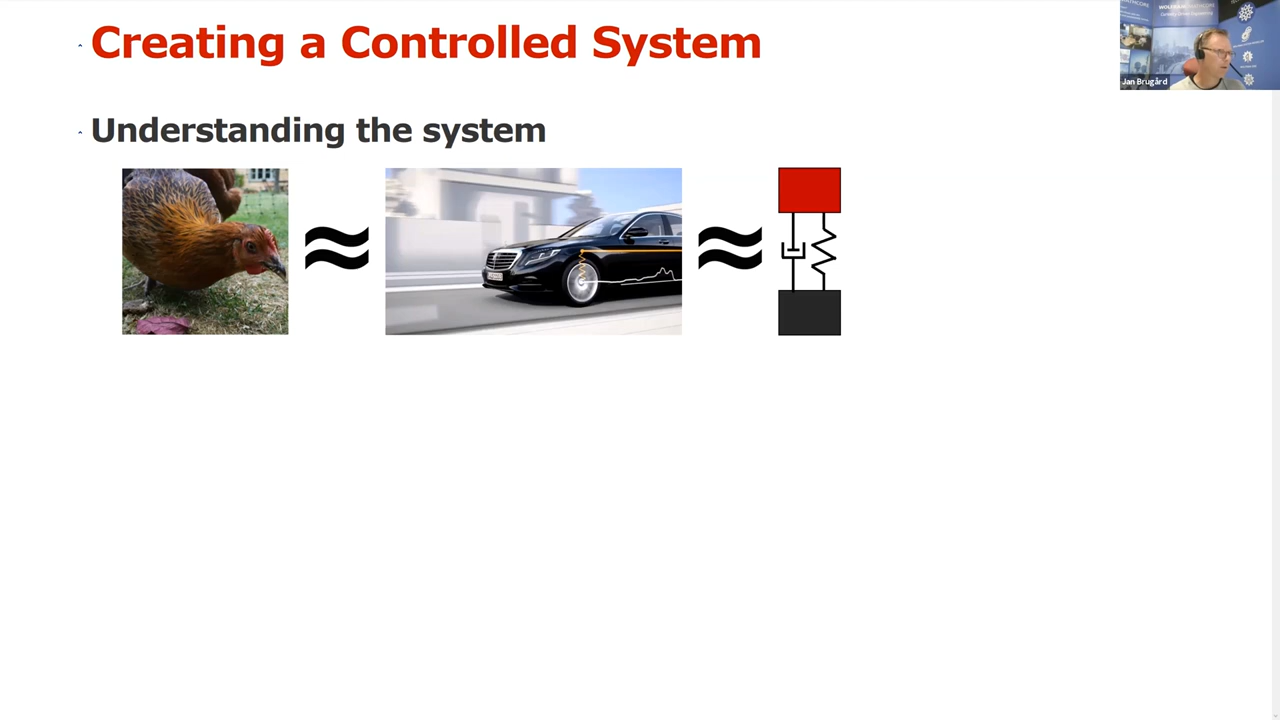 Creating a Controlled System
Understanding the system
Jan Brugård